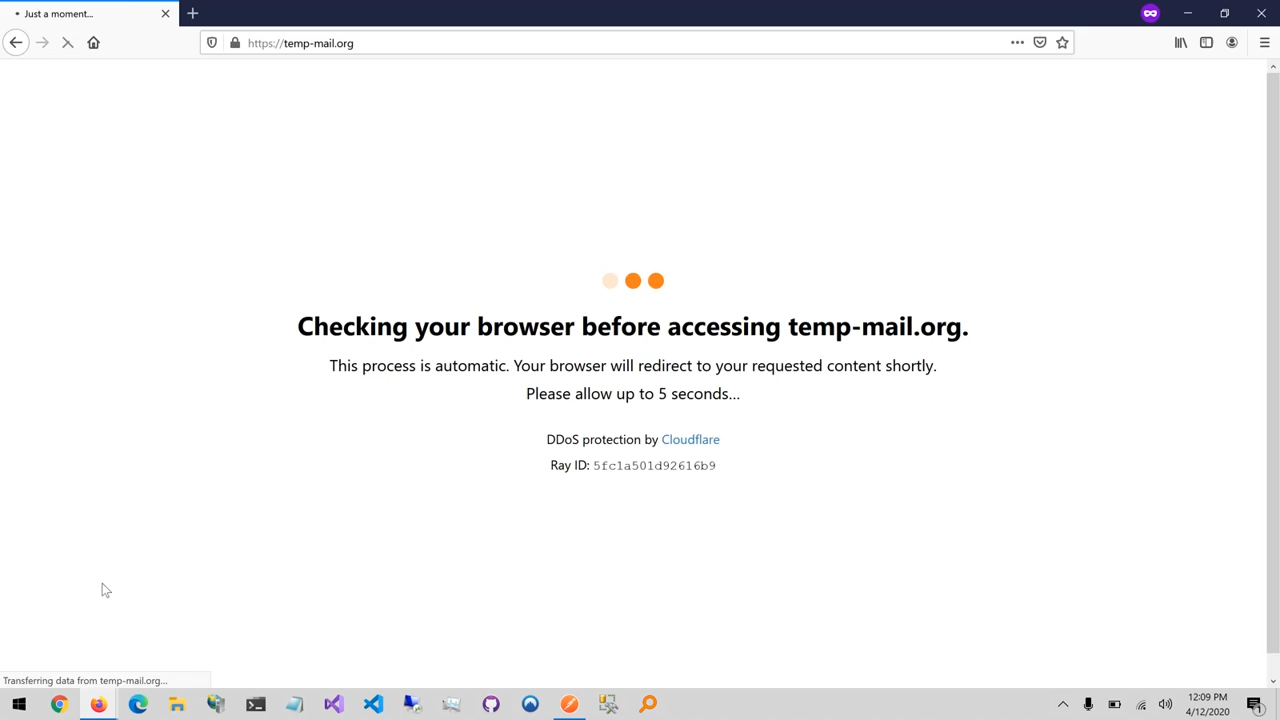 Just a moment...
https://temp-mail.org
Checking your browser before accessing temp-mail.org.
This process is automatic. Your browser will redirect to your requested content shortly.
Please allow up to 5 seconds...
DDoS protection by Cloudflare
Ray ID: 5fc1a501d92616b9
Transferring data from temp-mail.org...
12:09 PM
4/12/2020
1